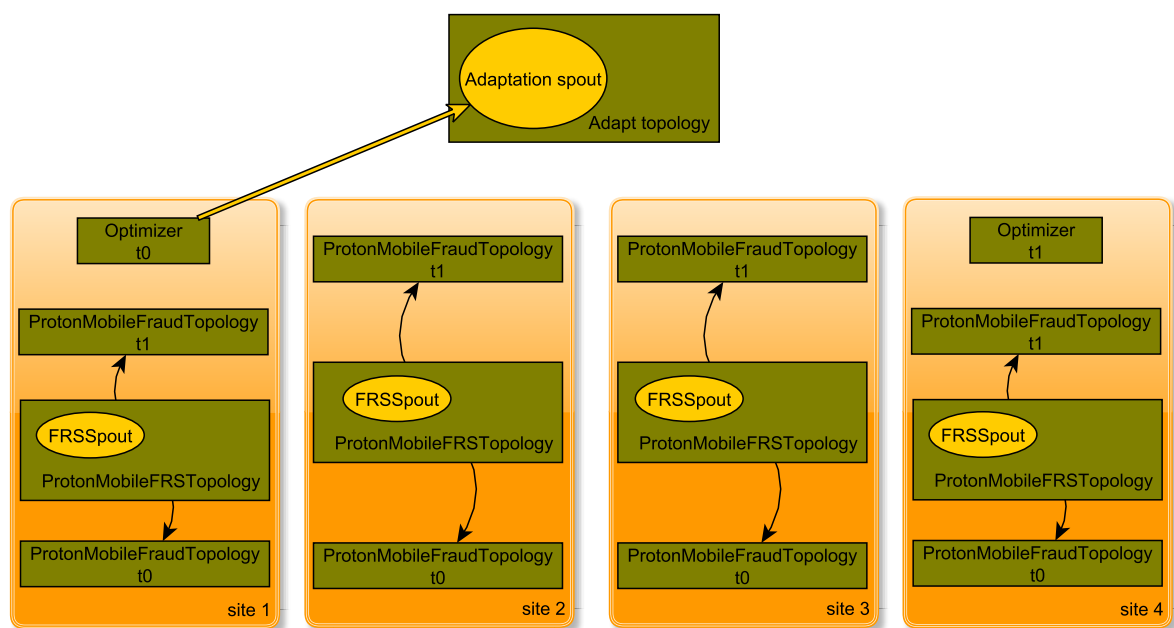 Adaptation spout
Adapt topology
Optimizer
t0
ProtonMobileFraudTopology
t1
FRSSpout
ProtonMobileFRSTopology
ProtonMobileFraudTopology
t0
site 1
ProtonMobileFraudTopology
t1
FRSSpout
ProtonMobileFRSTopology
ProtonMobileFraudTopology
t0
site 2
ProtonMobileFraudTopology
t1
FRSSpout
ProtonMobileFRSTopology
ProtonMobileFraudTopology
t0
site 3
Optimizer
t1
ProtonMobileFraudTopology
t1
FRSSpout
ProtonMobileFRSTopology
ProtonMobileFraudTopology
t0
site 4